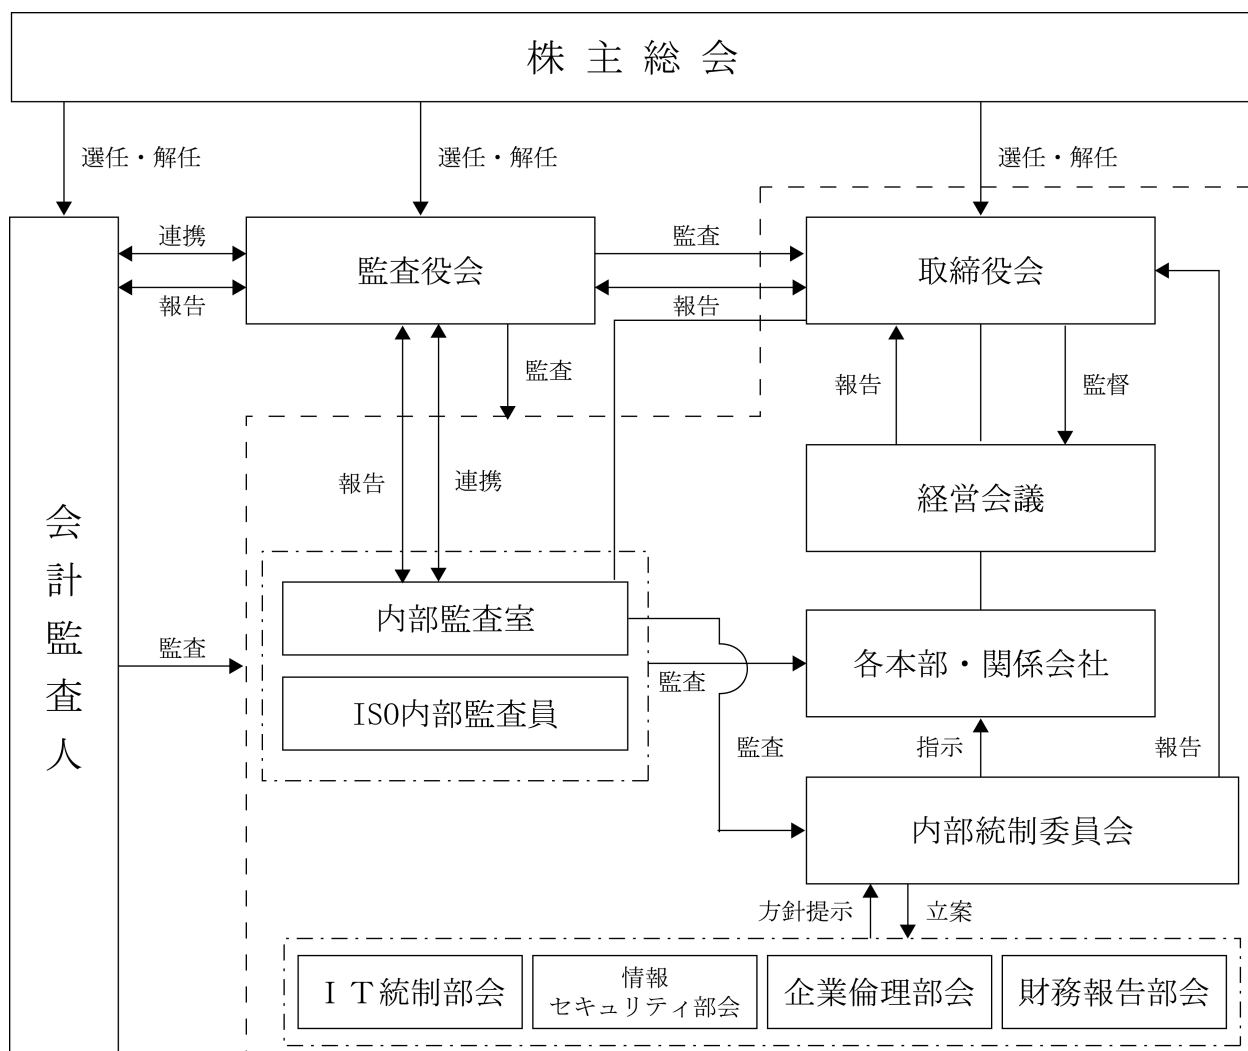 株主総会
選任・解任
選任・解任
選任・解任
連携
監査
監査役会
取締役会
報告
報告
監査
報告
監督
報告
連携
経営会議
会計監査人
内部監査室
監査
各本部・関係会社
監査
ISO内部監査員
監査
指示
報告
内部統制委員会
方針提示
立案
IT統制部会
情報
セキュリティ部会
企業倫理部会
財務報告部会